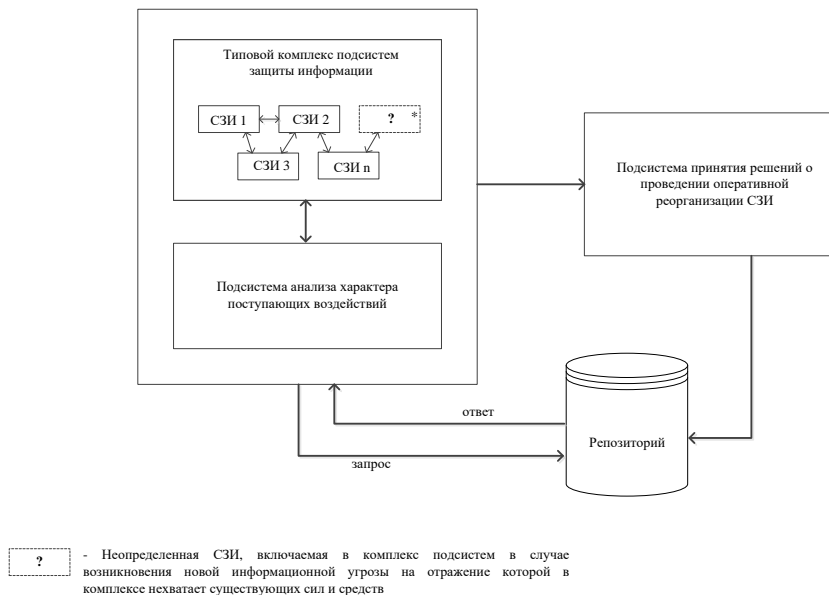 Типовой комплекс подсистем
защиты информации
СЗИ 1
СЗИ 2
? *
СЗИ 3
СЗИ n
Подсистема анализа характера
поступающих воздействий
Подсистема принятия решений о
проведении оперативной
реорганизации СЗИ
ответ
запрос
Репозиторий
?
- Неопределенная СЗИ, включаемая в комплекс подсистем в случае
возникновения новой информационной угрозы на отражение которой в
комплексе нехватает существующих сил и средств